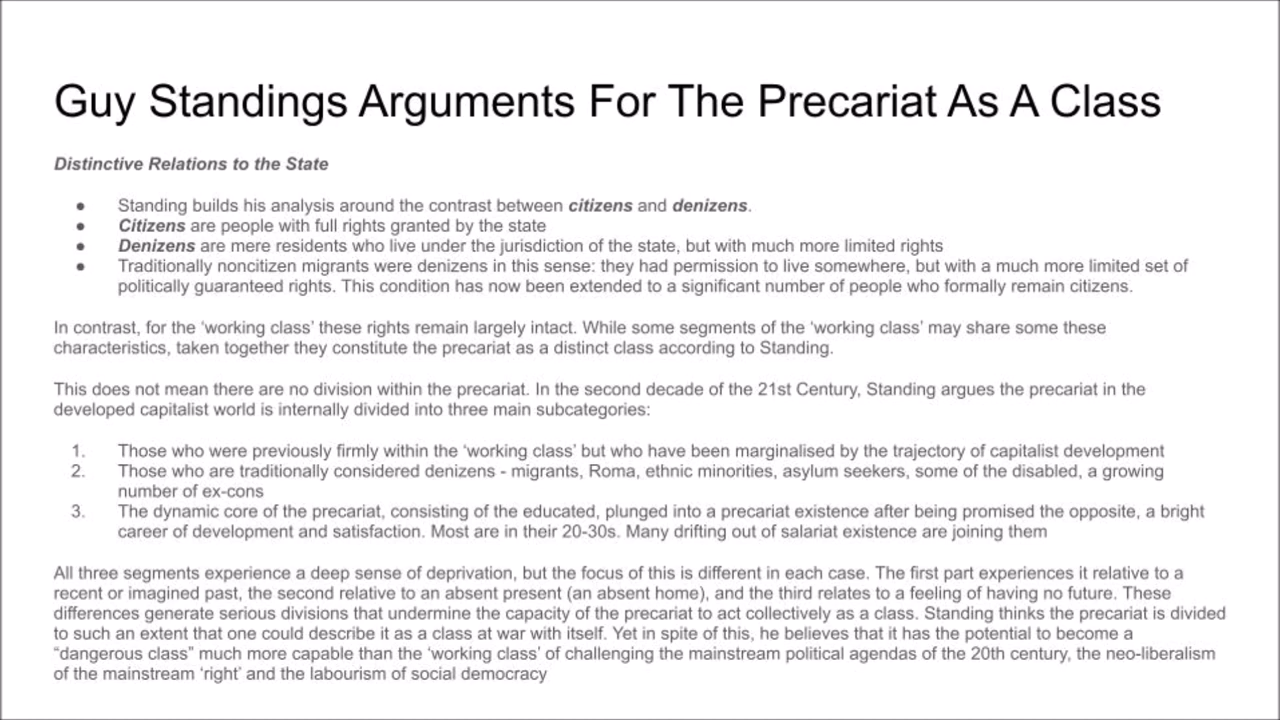 Guy Standings Arguments For The Precariat As A Class
Distinctive Relations to the State
● Standing builds his analysis around the contrast between citizens and denizens.
● Citizens are people with full rights granted by the state
● Denizens are mere residents who live under the jurisdiction of the state, but with much more limited rights
● Traditionally noncitizen migrants were denizens in this sense: they had permission to live somewhere, but with a much more limited set of
politically guaranteed rights. This condition has now been extended to a significant number of people who formally remain citizens.
In contrast, for the ‘working class’ these rights remain largely intact. While some segments of the ‘working class’ may share some these
characteristics, taken together they constitute the precariat as a distinct class according to Standing.
This does not mean there are no division within the precariat. In the second decade of the 21st Century, Standing argues the precariat in the
developed capitalist world is internally divided into three main subcategories:
1. Those who were previously firmly within the ‘working class’ but who have been marginalised by the trajectory of capitalist development
2. Those who are traditionally considered denizens - migrants, Roma, ethnic minorities, asylum seekers, some of the disabled, a growing
number of ex-cons
3. The dynamic core of the precariat, consisting of the educated, plunged into a precariat existence after being promised the opposite, a bright
career of development and satisfaction. Most are in their 20-30s. Many drifting out of salariat existence are joining them
All three segments experience a deep sense of deprivation, but the focus of this is different in each case. The first part experiences it relative to a
recent or imagined past, the second relative to an absent present (an absent home), and the third relates to a feeling of having no future. These
differences generate serious divisions that undermine the capacity of the precariat to act collectively as a class. Standing thinks the precariat is divided
to such an extent that one could describe it as a class at war with itself. Yet in spite of this, he believes that it has the potential to become a
“dangerous class” much more capable than the ‘working class’ of challenging the mainstream political agendas of the 20th century, the neo-liberalism
of the mainstream ‘right’ and the labourism of social democracy